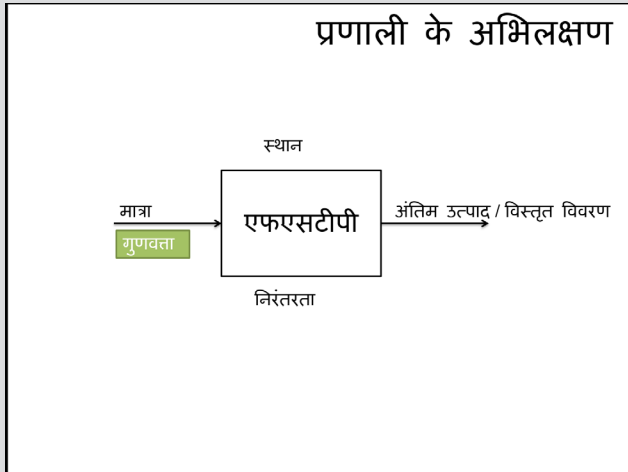 प्रणाली के अभिलक्षण
स्थान
मात्रा
एफएसटीपी
अंतिम उत्पाद / विस्तृत विवरण
गुणवत्ता
निरंतरता